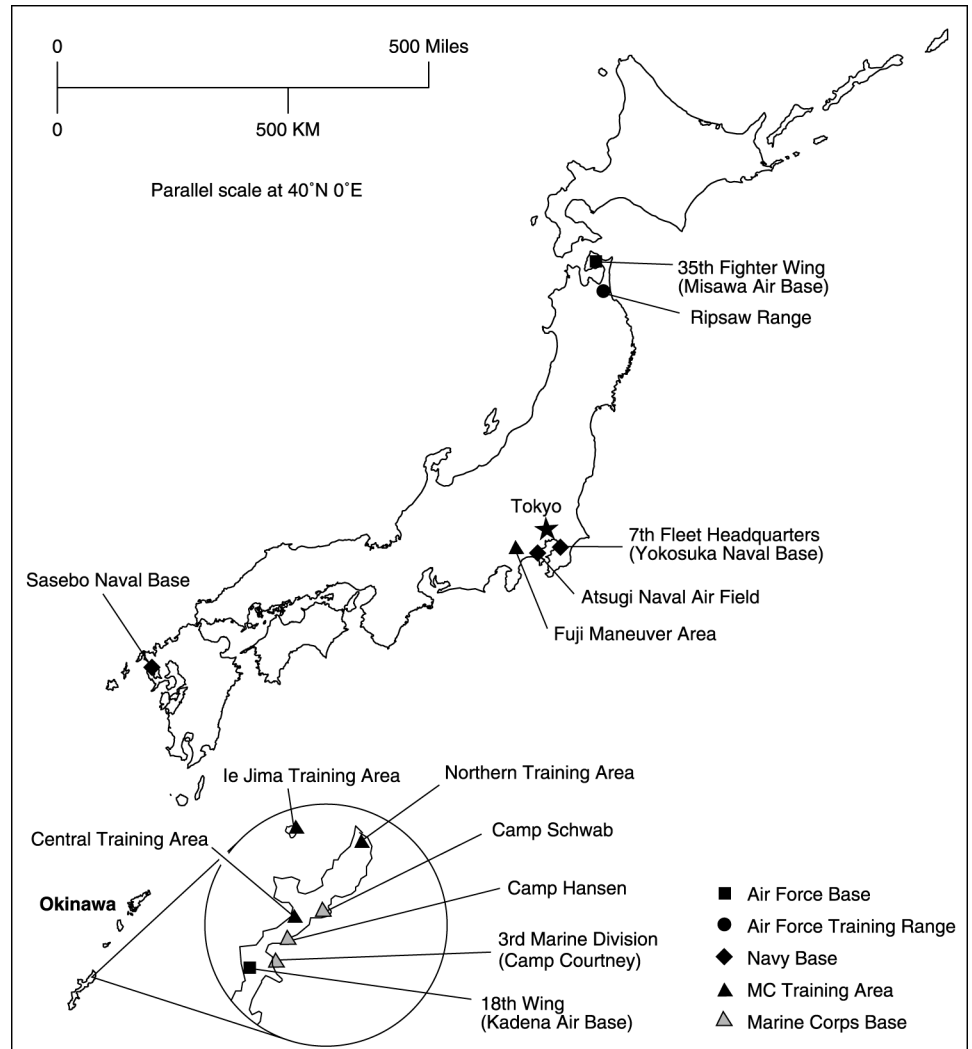 0 500 Miles
0 500 KM
Parallel scale at 40˚N 0˚E
35th Fighter Wing
(Misawa Air Base)
Ripsaw Range
Tokyo
7th Fleet Headquarters
(Yokosuka Naval Base)
Atsugi Naval Air Field
Fuji Maneuver Area
Sasebo Naval Base
Ie Jima Training Area
Northern Training Area
Central Training Area
Camp Schwab
Camp Hansen
Okinawa
3rd Marine Division
(Camp Courtney)
18th Wing
(Kadena Air Base)
Air Force Base
Air Force Training Range
Navy Base
MC Training Area
Marine Corps Base